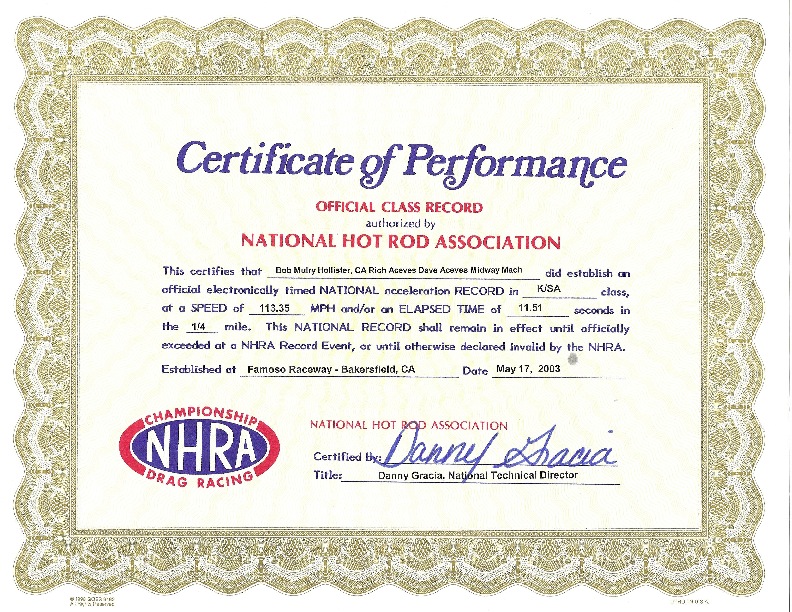 Certificate of Performance
OFFICIAL CLASS RECORD
authorized by
NATIONAL HOT ROD ASSOCIATION
This certifies that Bob Mulry Hollister, CA Rich Aceves Dave Aceves Midway Mach did establish an
official electronically timed NATIONAL acceleration RECORD in K/SA class,
at a SPEED of 113.35 MPH and/or an ELAPSED TIME of 11.51 seconds in
the 1/4 mile. This NATIONAL RECORD shall remain in effect until officially
exceeded at a NHRA Record Event, or until otherwise declared invalid by the NHRA.
Established at Famoso Raceway - Bakersfield, CA Date May 17, 2003
CHAMPIONSHIP
NHRA
DRAG RACING
NATIONAL HOT ROD ASSOCIATION
Certified by: Danny Gracia
Title: Danny Gracia, National Technical Director
All Rights Reserved